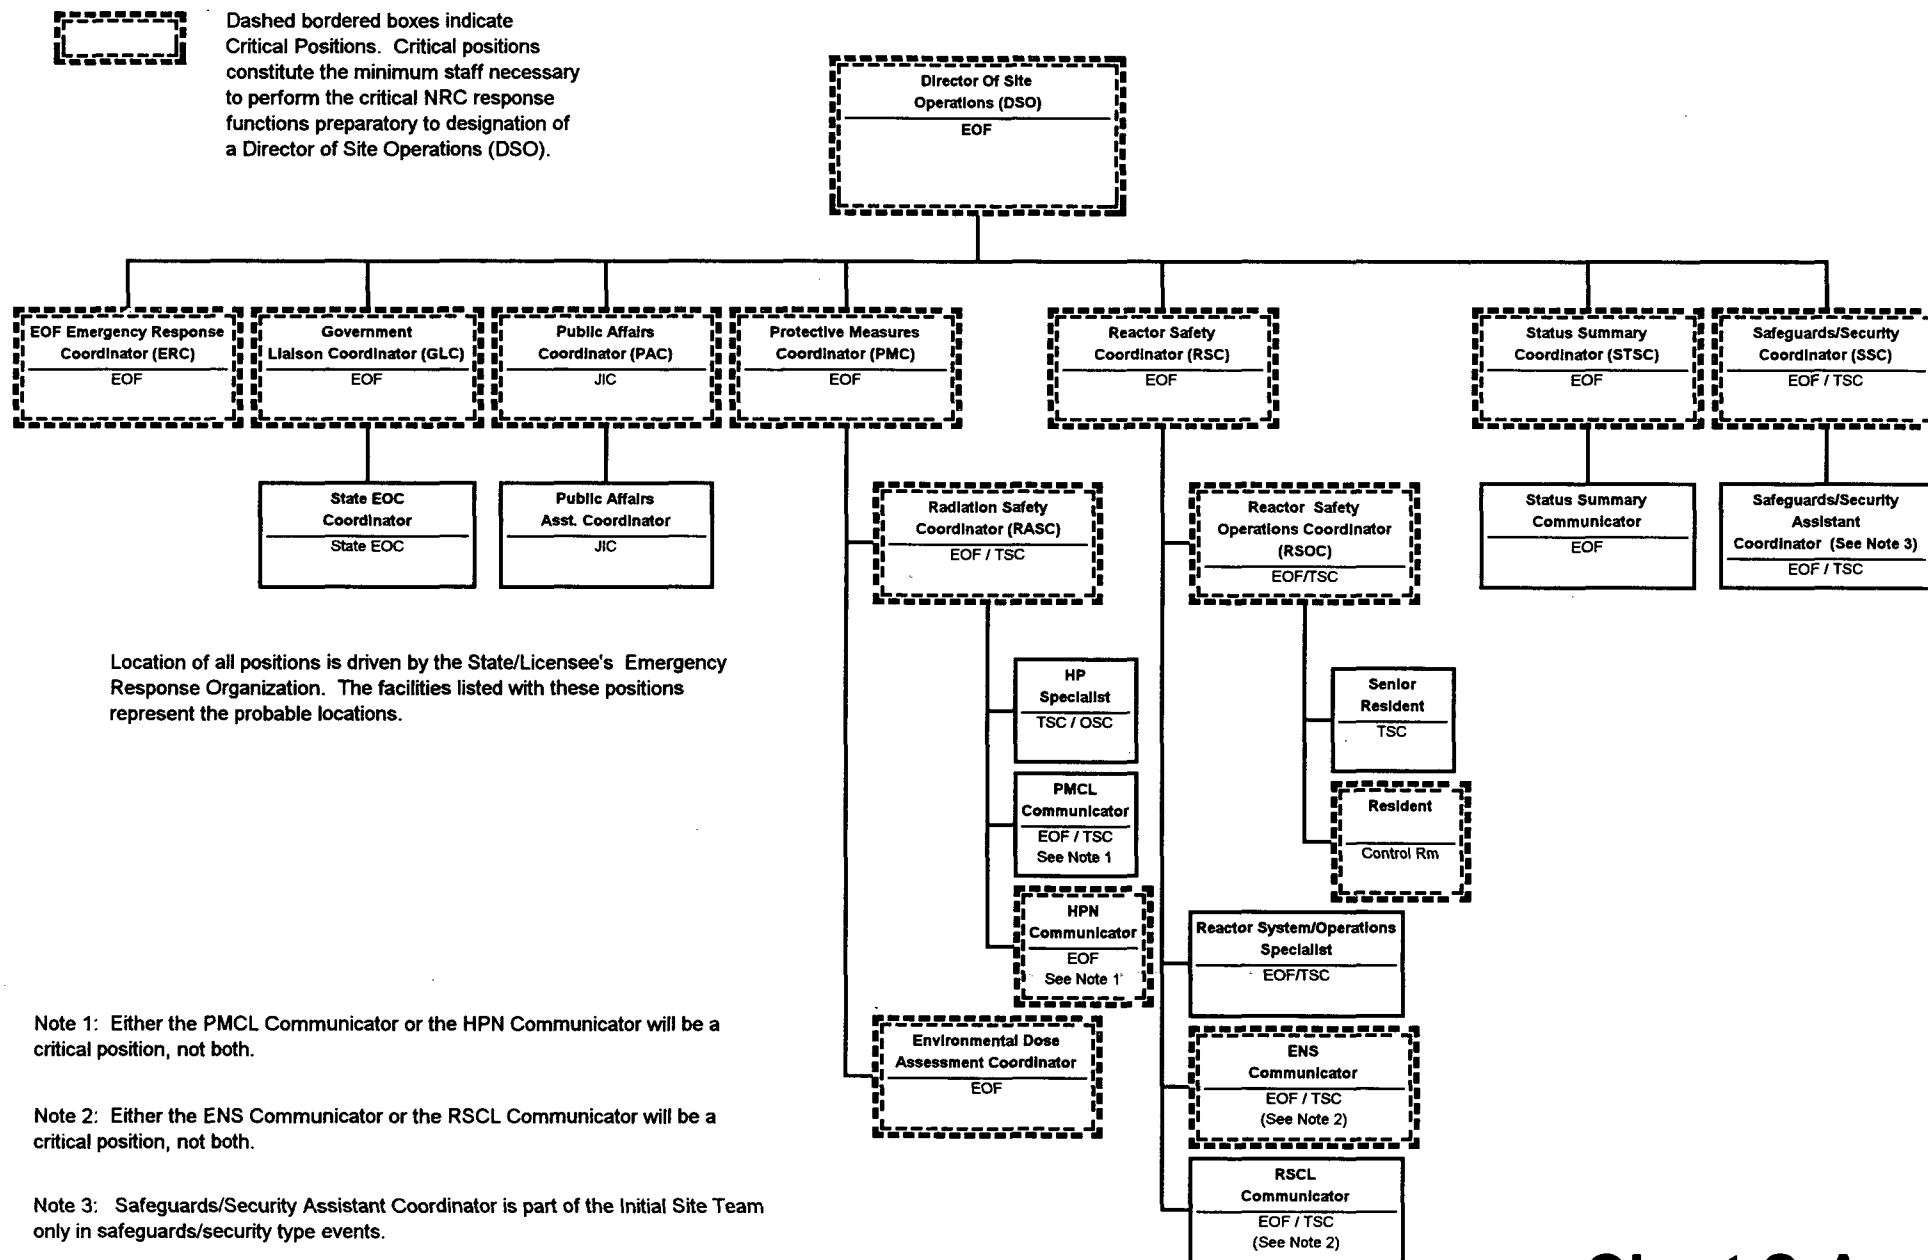 Dashed bordered boxes indicate
Critical Positions. Critical positions
constitute the minimum staff necessary
to perform the critical NRC response
functions preparatory to designation of
a Director of Site Operations (DSO).
Director Of Site
Operations (DSO)
EOF
EOF Emergency Response
Coordinator (ERC)
EOF
Government
Liaison Coordinator (GLC)
EOF
Public Affairs
Coordinator (PAC)
JIC
Protective Measures
Coordinator (PMC)
EOF
Reactor Safety
Coordinator (RSC)
EOF
Status Summary
Coordinator (STSC)
EOF
Safeguards/Security
Coordinator (SSC)
EOF / TSC
State EOC
Coordinator
State EOC
Public Affairs
Asst. Coordinator
JIC
Radiation Safety
Coordinator (RASC)
EOF / TSC
Reactor Safety
Operations Coordinator
(RSOC)
EOF/TSC
Status Summary
Communicator
EOF
Safeguards/Security
Assistant
Coordinator (See Note 3)
EOF / TSC
Location of all positions is driven by the State/Licensee's Emergency
Response Organization. The facilities listed with these positions
represent the probable locations.
HP
Specialist
TSC / OSC
PMCL
Communicator
EOF / TSC
See Note 1
HPN
Communicator
EOF
See Note 1
Senior
Resident
TSC
Resident
Control Rm
Reactor System/Operations
Specialist
EOF/TSC
Environmental Dose
Assessment Coordinator
EOF
ENS
Communicator
EOF / TSC
(See Note 2)
RSCL
Communicator
EOF / TSC
(See Note 2)
Note 1: Either the PMCL Communicator or the HPN Communicator will be a
critical position, not both.
Note 2: Either the ENS Communicator or the RSCL Communicator will be a
critical position, not both.
Note 3: Safeguards/Security Assistant Coordinator is part of the Initial Site Team
only in safeguards/security type events.